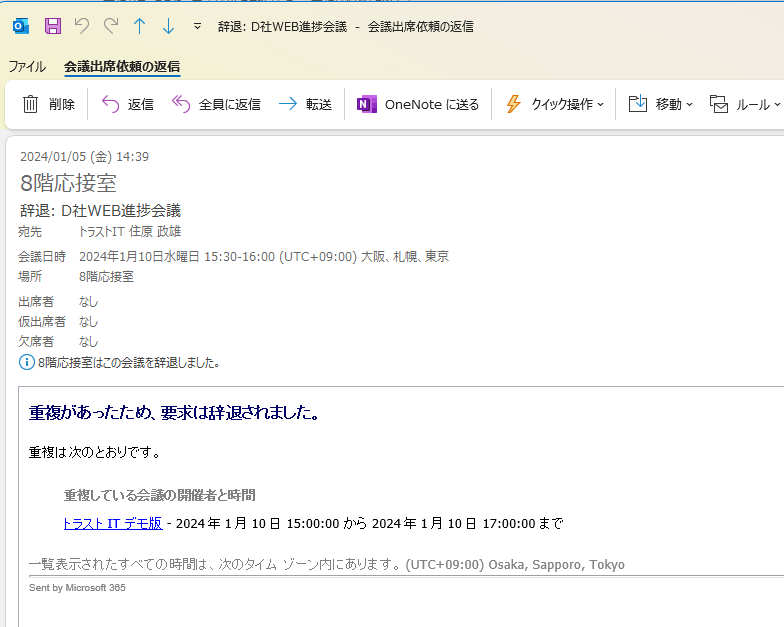 辞退: D社WEB進捗会議 - 会議出席依頼の返信
ファイル 会議出席依頼の返信
削除 返信 全員に返信 転送 OneNote に送る クイック操作 移動 ルール
2024/01/05 (金) 14:39
8階応接室
辞退: D社WEB進捗会議
宛先 トラストIT 住原 政雄
会議日時 2024年1月10日水曜日 15:30-16:00 (UTC+09:00) 大阪、札幌、東京
場所 8階応接室
出席者 なし
仮出席者 なし
欠席者 なし
8階応接室はこの会議を辞退しました。
重複があったため、要求は辞退されました。
重複は次のとおりです。
重複している会議の開催者と時間
トラスト IT デモ版 - 2024 年 1 月 10 日 15:00:00 から 2024 年 1 月 10 日 17:00:00 まで
一覧表示されたすべての時間は、次のタイム ゾーン内にあります。(UTC+09:00) Osaka, Sapporo, Tokyo
Sent by Microsoft 365